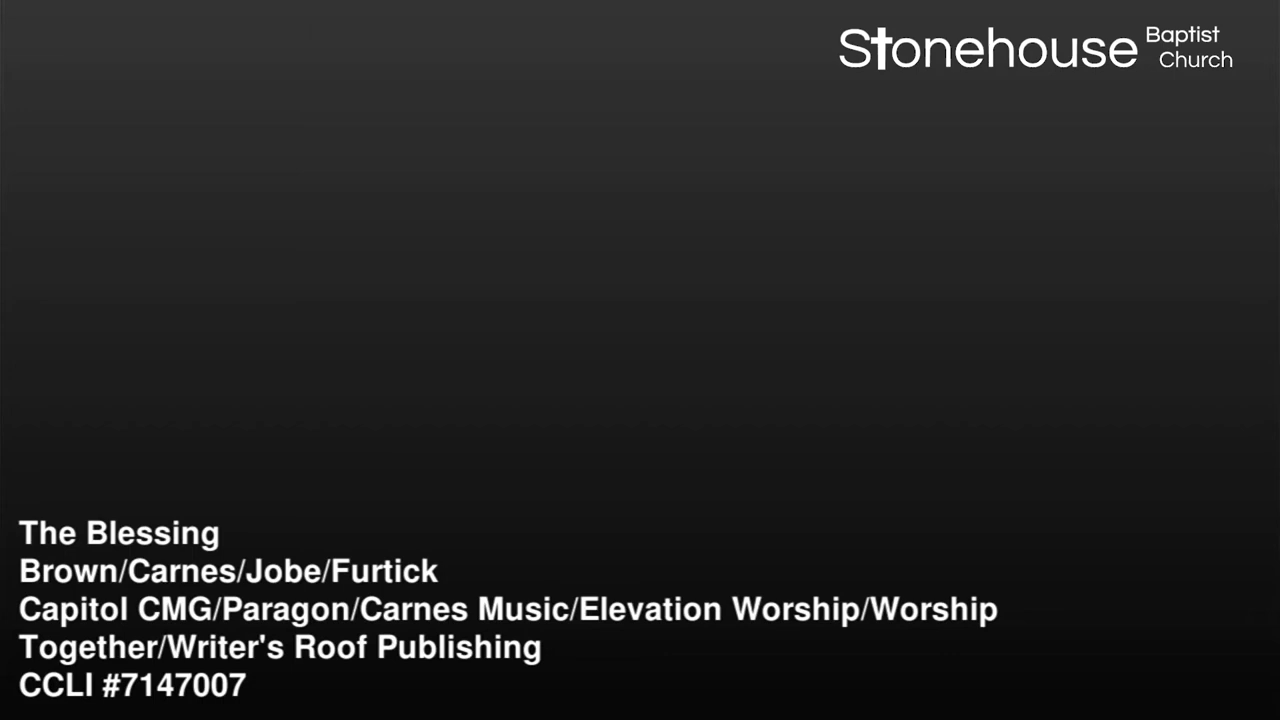 Stonehouse Baptist
Church
The Blessing
Brown/Carnes/Jobe/Furtick
Capitol CMG/Paragon/Carnes Music/Elevation Worship/Worship
Together/Writer's Roof Publishing
CCLI #7147007